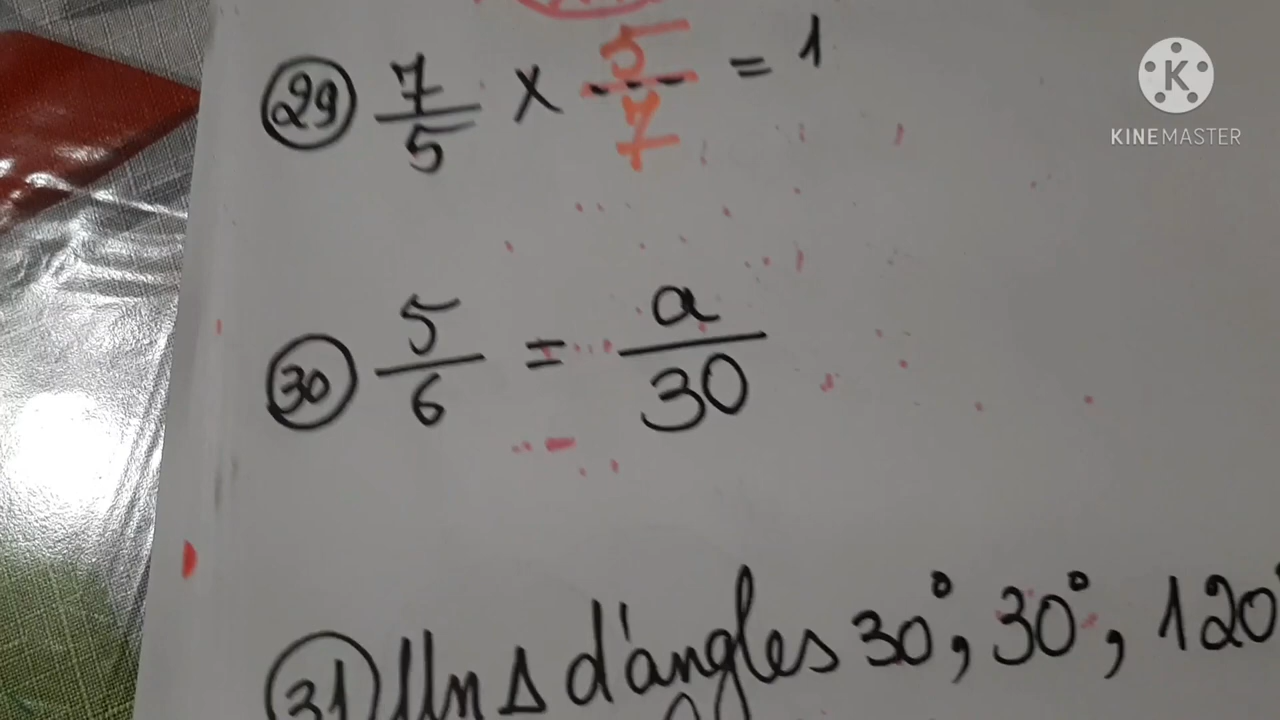 29 7/5 × 5/7 = 1
K
KINEMASTER
30 5/6 = a/30
31 Un Δ d'angles 30°, 30°, 120°